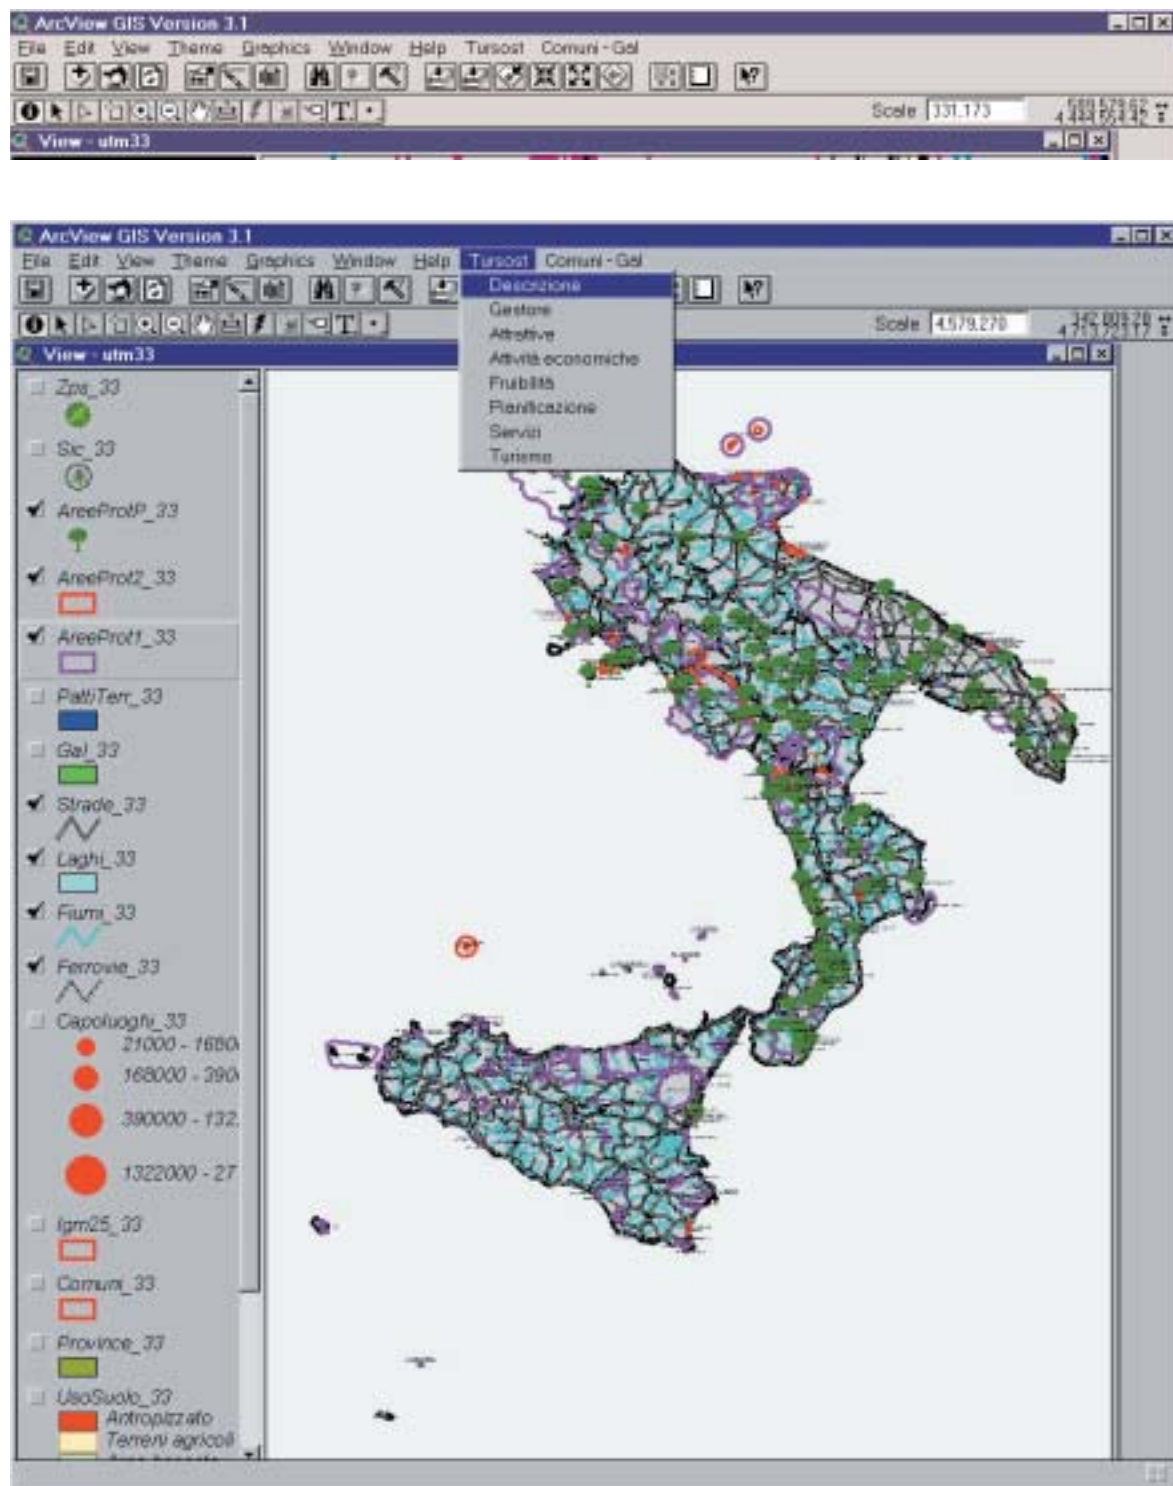 ArcView GIS Version 3.1
File Edit View Theme Graphics Window Help Tursost Comuni-Gal
Scale 331.173
View - utm33
ArcView GIS Version 3.1
File Edit View Theme Graphics Window Help Tursost Comuni-Gal
Descrizione
Gestore
Attrattive
Attività economiche
Fruibilità
Pianificazione
Servizi
Turismo
Scale 4.579.270
View - utm33
Zps_33
Sic_33
AreeProtP_33
AreeProt2_33
AreeProt1_33
PattiTerr_33
Gal_33
Strade_33
Laghi_33
Fiumi_33
Ferrovie_33
Capoluoghi_33
21000 - 1680
168000 - 390
390000 - 132
1322000 - 27
Igm25_33
Comuni_33
Province_33
UsoSuolo_33
Antropizzato
Terreni agricoli